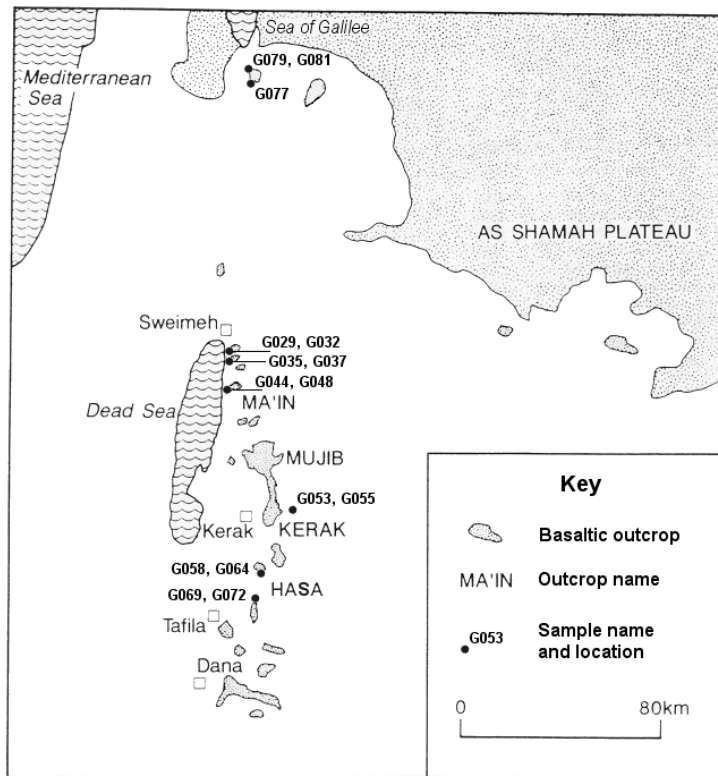 Sea of Galilee
Mediterranean
Sea
G079, G081
G077
AS SHAMAH PLATEAU
Sweimeh
G029, G032
G035, G037
G044, G048
MA'IN
Dead Sea
MUJIB
G053, G055
Kerak
KERAK
G058, G064
HASA
G069, G072
Tafila
Dana
Key
Basaltic outcrop
MA'IN
Outcrop name
G053
Sample name
and location
0
80km